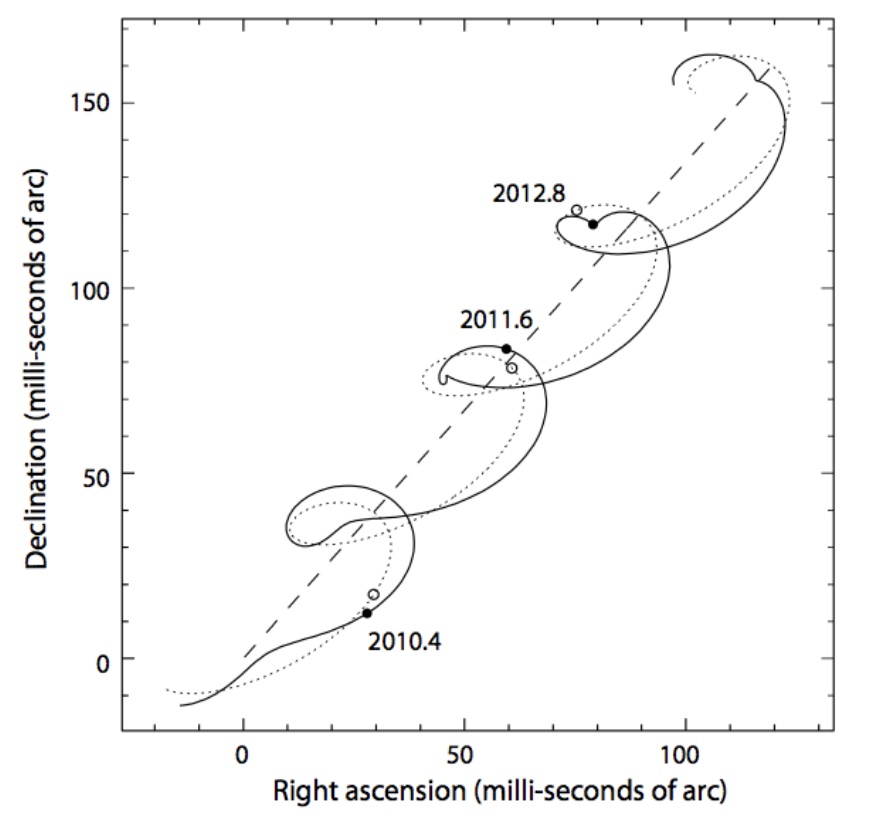 150
2012.8
100
2011.6
50
2010.4
0
0 50 100
Right ascension (milli-seconds of arc)
Declination (milli-seconds of arc)